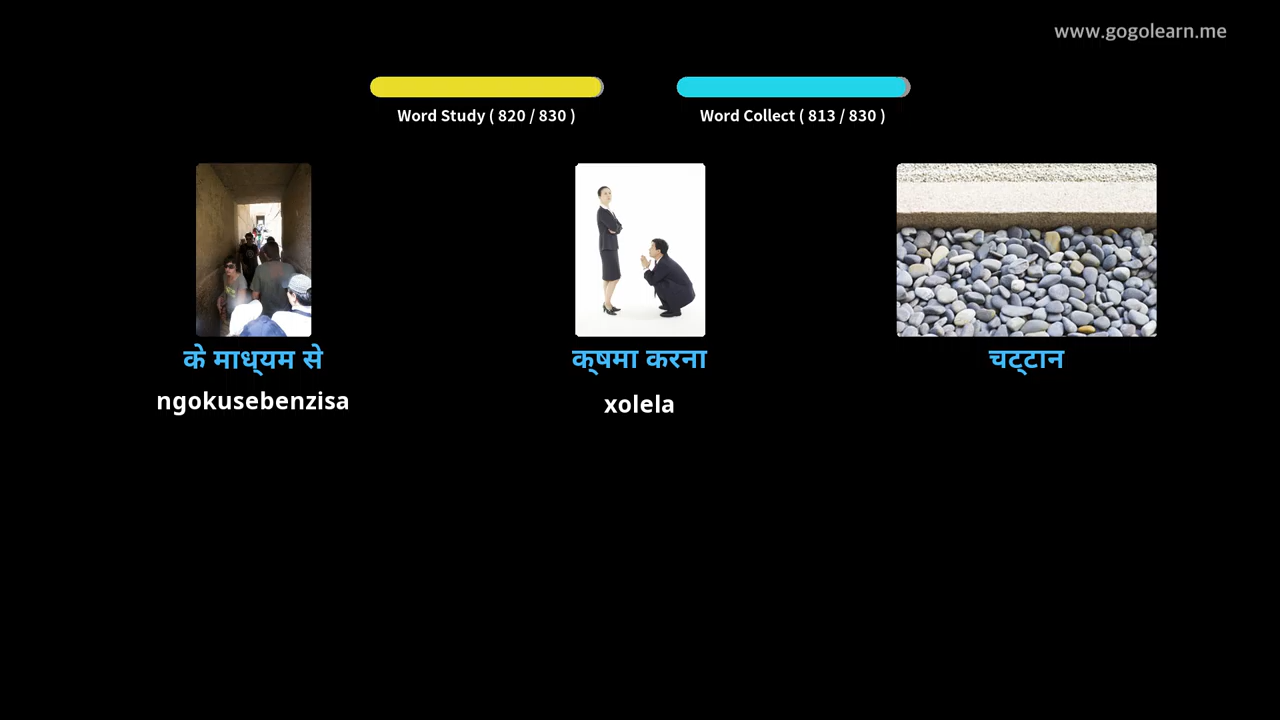 www.gogolearn.me
Word Study ( 820 / 830 )
Word Collect ( 813 / 830 )
के माध्‌यम से
क्‌षमा करना
चट्‌टान
ngokusebenzisa
xolela